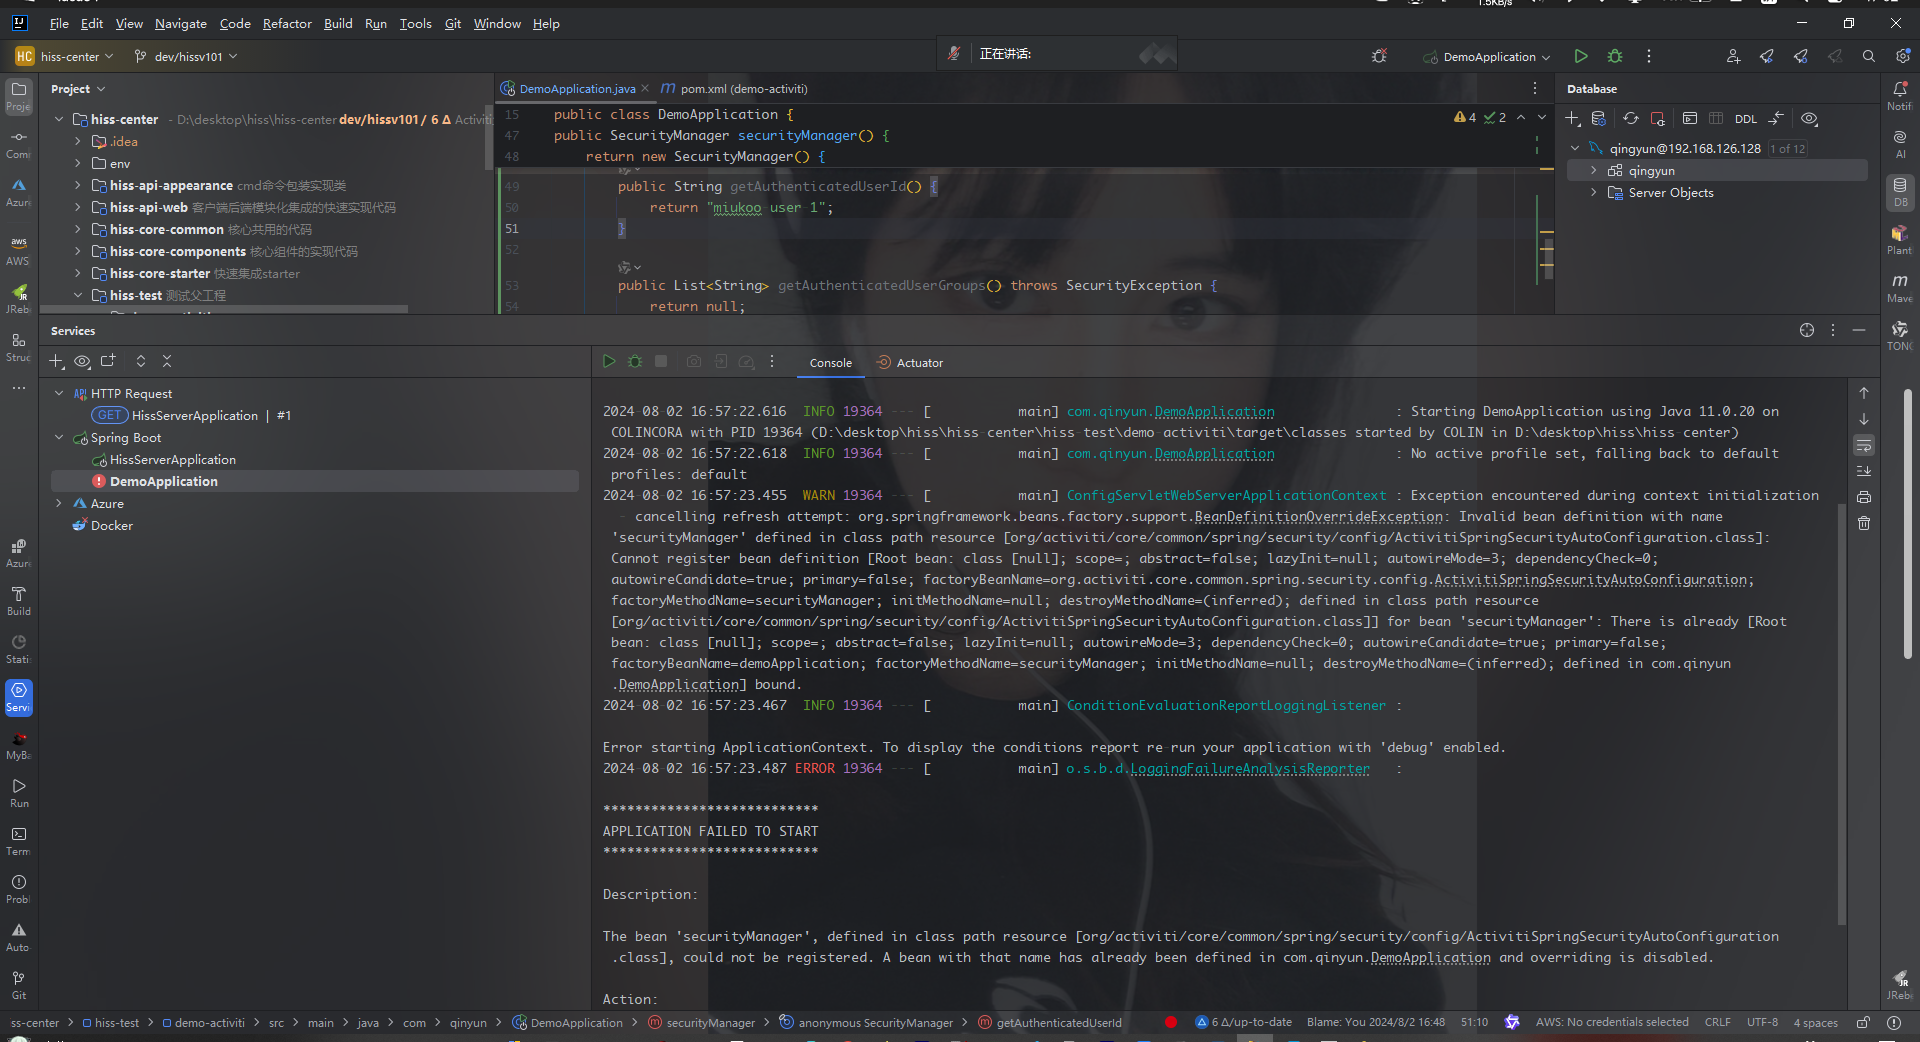 File Edit View Navigate Code Refactor Build Run Tools Git Window Help
HC hiss-center dev/hissv101 正在讲话: DemoApplication
Project
hiss-center - D:\desktop\hiss\hiss-center dev/hissv101 / 6 Δ Activiti
.idea
env
hiss-api-appearance cmd命令包装实现类
hiss-api-web 客户端后端模块化集成的快速实现代码
hiss-core-common 核心共用的代码
hiss-core-components 核心组件的实现代码
hiss-core-starter 快速集成starter
hiss-test 测试父工程
DemoApplication.java pom.xml (demo-activiti)
15 public class DemoApplication {
47 public SecurityManager securityManager() {
48 return new SecurityManager() {
4 2
49 public String getAuthenticatedUserId() {
50 return "miukoo-user-1";
51 }
52
53 public List<String> getAuthenticatedUserGroups() throws SecurityException {
54 return null;
Database
DDL
qingyun@192.168.126.128 1 of 12
qingyun
Server Objects
Proje
Comi
Azur
AWS
JReb
Struc
Azur
Build
Stati
Servi
MyBa
Run
Term
Prob
Auto
Git
Notifi
AI
DB
Plant
Mave
TONG
JReb
Services
HTTP Request
GET HissServerApplication | #1
Spring Boot
HissServerApplication
DemoApplication
Azure
Docker
Console Actuator
2024-08-02 16:57:22.616 INFO 19364 --- [ main] com.qinyun.DemoApplication : Starting DemoApplication using Java 11.0.20 on
COLINCORA with PID 19364 (D:\desktop\hiss\hiss-center\hiss-test\demo-activiti\target\classes started by COLIN in D:\desktop\hiss\hiss-center)
2024-08-02 16:57:22.618 INFO 19364 --- [ main] com.qinyun.DemoApplication : No active profile set, falling back to default
profiles: default
2024-08-02 16:57:23.455 WARN 19364 --- [ main] ConfigServletWebServerApplicationContext : Exception encountered during context initialization
- cancelling refresh attempt: org.springframework.beans.factory.support.BeanDefinitionOverrideException: Invalid bean definition with name
'securityManager' defined in class path resource [org/activiti/core/common/spring/security/config/ActivitiSpringSecurityAutoConfiguration.class]:
Cannot register bean definition [Root bean: class [null]; scope=; abstract=false; lazyInit=null; autowireMode=3; dependencyCheck=0;
autowireCandidate=true; primary=false; factoryBeanName=org.activiti.core.common.spring.security.config.ActivitiSpringSecurityAutoConfiguration;
factoryMethodName=securityManager; initMethodName=null; destroyMethodName=(inferred); defined in class path resource
[org/activiti/core/common/spring/security/config/ActivitiSpringSecurityAutoConfiguration.class]] for bean 'securityManager': There is already [Root
bean: class [null]; scope=; abstract=false; lazyInit=null; autowireMode=3; dependencyCheck=0; autowireCandidate=true; primary=false;
factoryBeanName=demoApplication; factoryMethodName=securityManager; initMethodName=null; destroyMethodName=(inferred); defined in com.qinyun
.DemoApplication] bound.
2024-08-02 16:57:23.467 INFO 19364 --- [ main] ConditionEvaluationReportLoggingListener :
Error starting ApplicationContext. To display the conditions report re-run your application with 'debug' enabled.
2024-08-02 16:57:23.487 ERROR 19364 --- [ main] o.s.b.d.LoggingFailureAnalysisReporter :
***************************
APPLICATION FAILED TO START
***************************
Description:
The bean 'securityManager', defined in class path resource [org/activiti/core/common/spring/security/config/ActivitiSpringSecurityAutoConfiguration
.class], could not be registered. A bean with that name has already been defined in com.qinyun.DemoApplication and overriding is disabled.
Action:
ss-center > hiss-test > demo-activiti > src > main > java > com > qinyun > DemoApplication > securityManager > anonymous SecurityManager > getAuthenticatedUserId 6 Δ/up-to-date Blame: You 2024/8/2 16:48 51:10 AWS: No credentials selected CRLF UTF-8 4 spaces